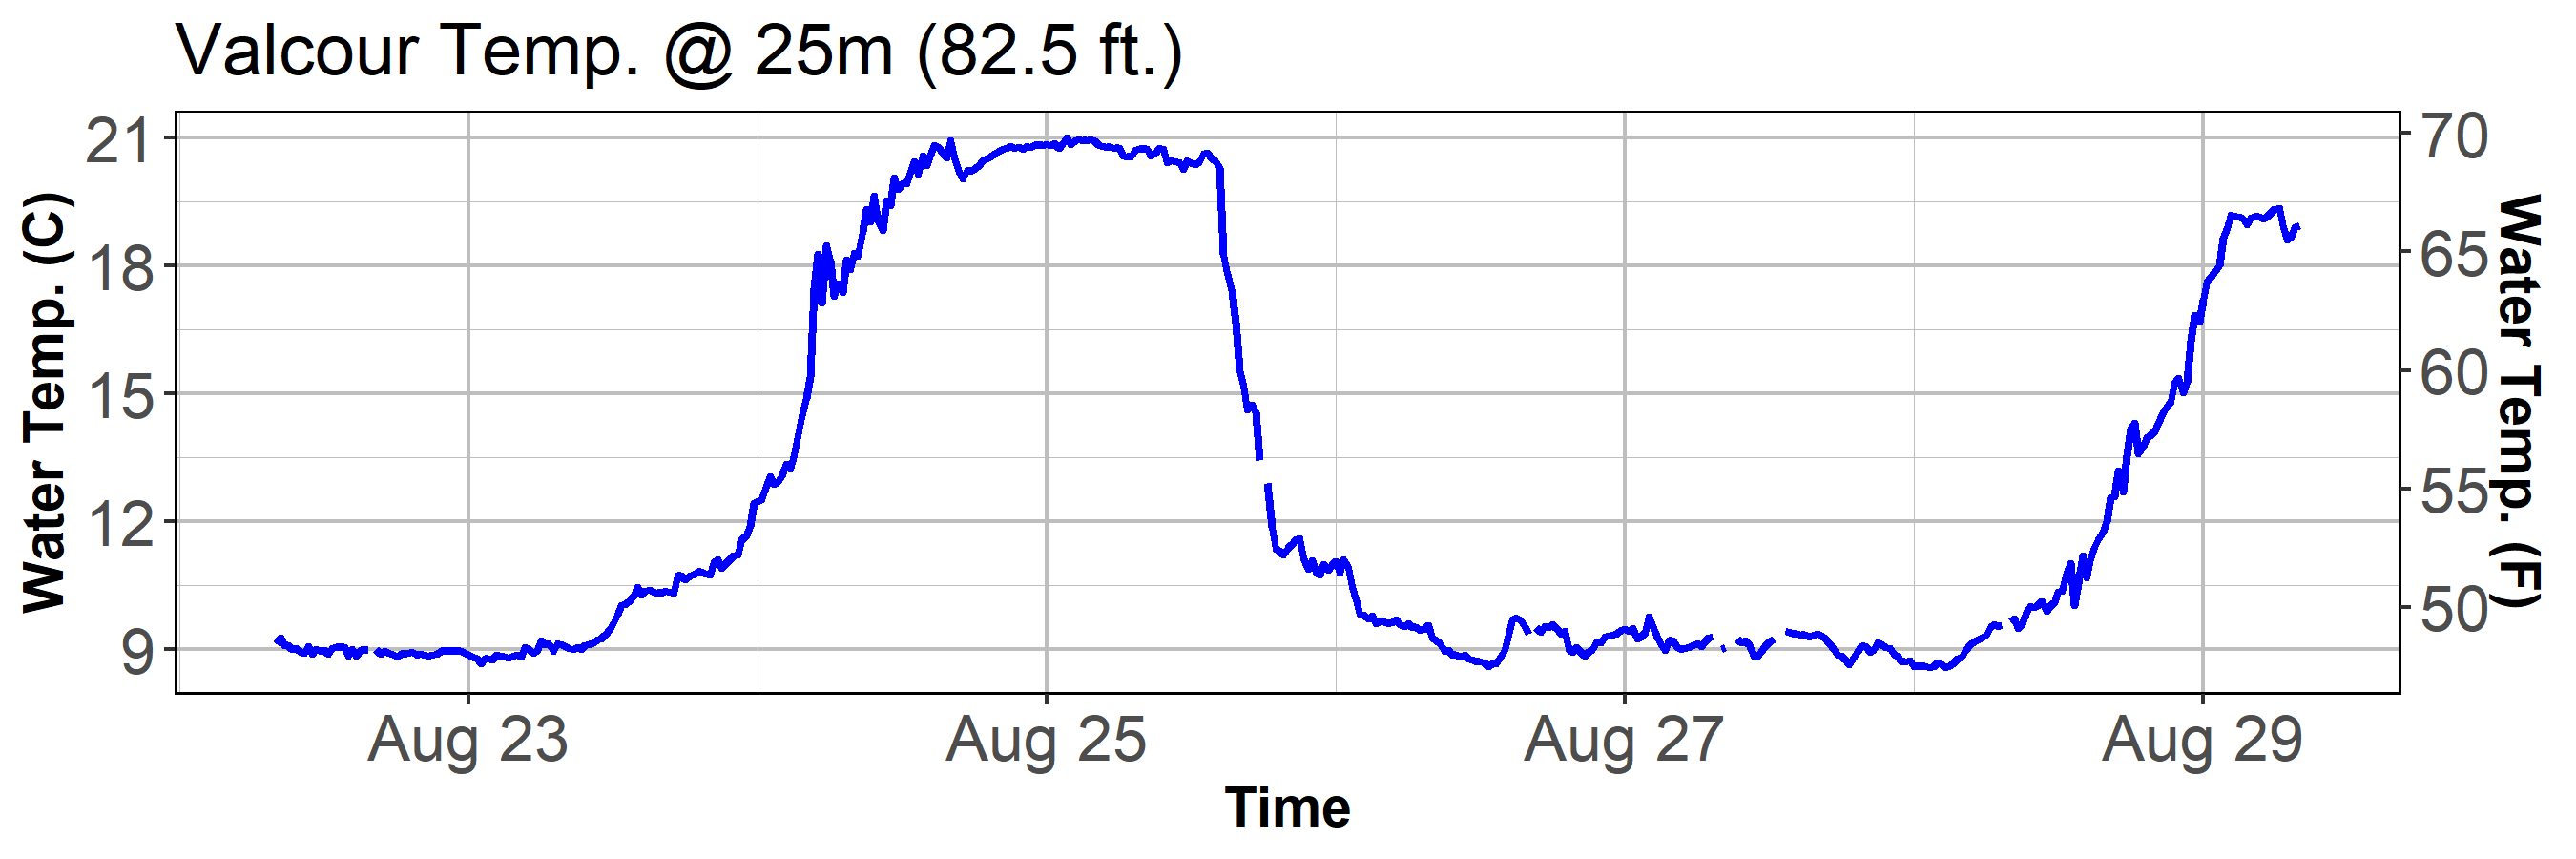 Valcour Temp. @ 25m (82.5 ft.)
Water Temp. (C)
21
18
15
12
9
70
65
60
55
50
Water Temp. (F)
Aug 23 Aug 25 Aug 27 Aug 29
Time